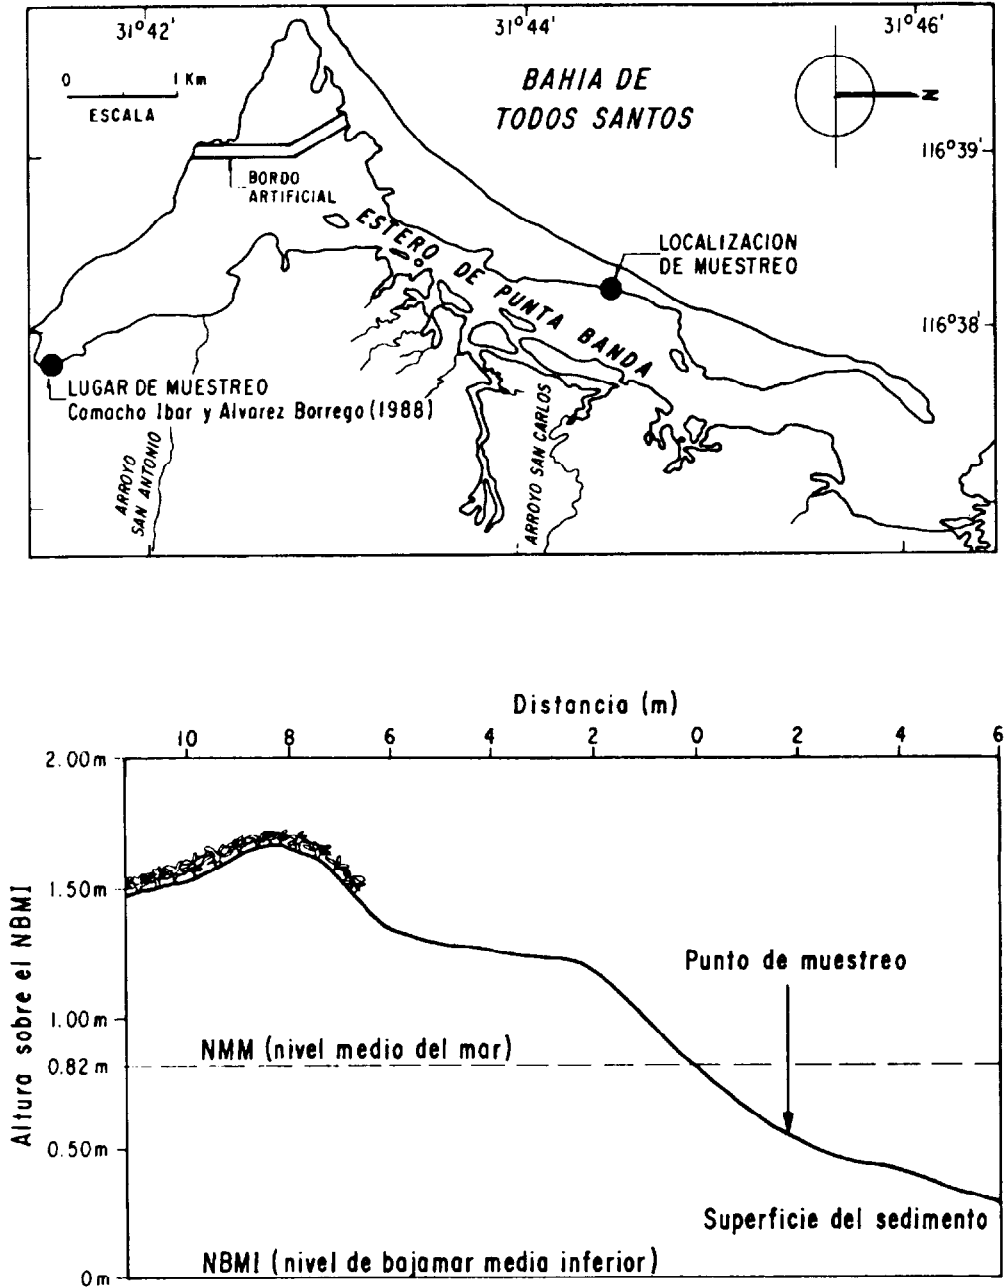 31°42'
31°44'
31°46'
0 1 Km
ESCALA
BAHIA DE
TODOS SANTOS
N
116°39'
BORDO
ARTIFICIAL
ESTERO DE PUNTA BANDA
LOCALIZACION
DE MUESTREO
116°38'
LUGAR DE MUESTREO
Camacho Ibar y Alvarez Borrego (1988)
ARROYO
SAN ANTONIO
ARROYO SAN CARLOS
Distancia (m)
10 8 6 4 2 0 2 4 6
2.00 m
1.50 m
1.00 m
0.82 m
0.50 m
0 m
Altura sobre el NBMI
Punto de muestreo
NMM (nivel medio del mar)
Superficie del sedimento
NBMI (nivel de bajamar media inferior)